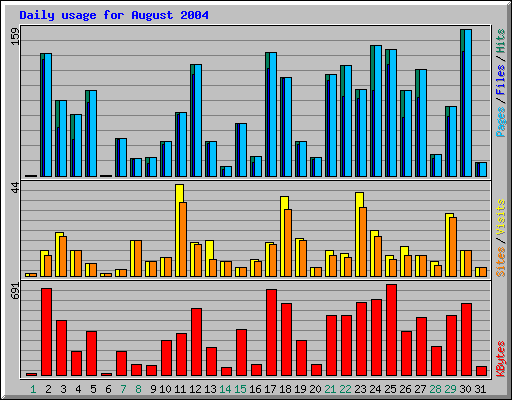 Daily usage for August 2004
159
Pages / Files / Hits
44
Sites / Visits
691
KBytes
1 2 3 4 5 6 7 8 9 10 11 12 13 14 15 16 17 18 19 20 21 22 23 24 25 26 27 28 29 30 31